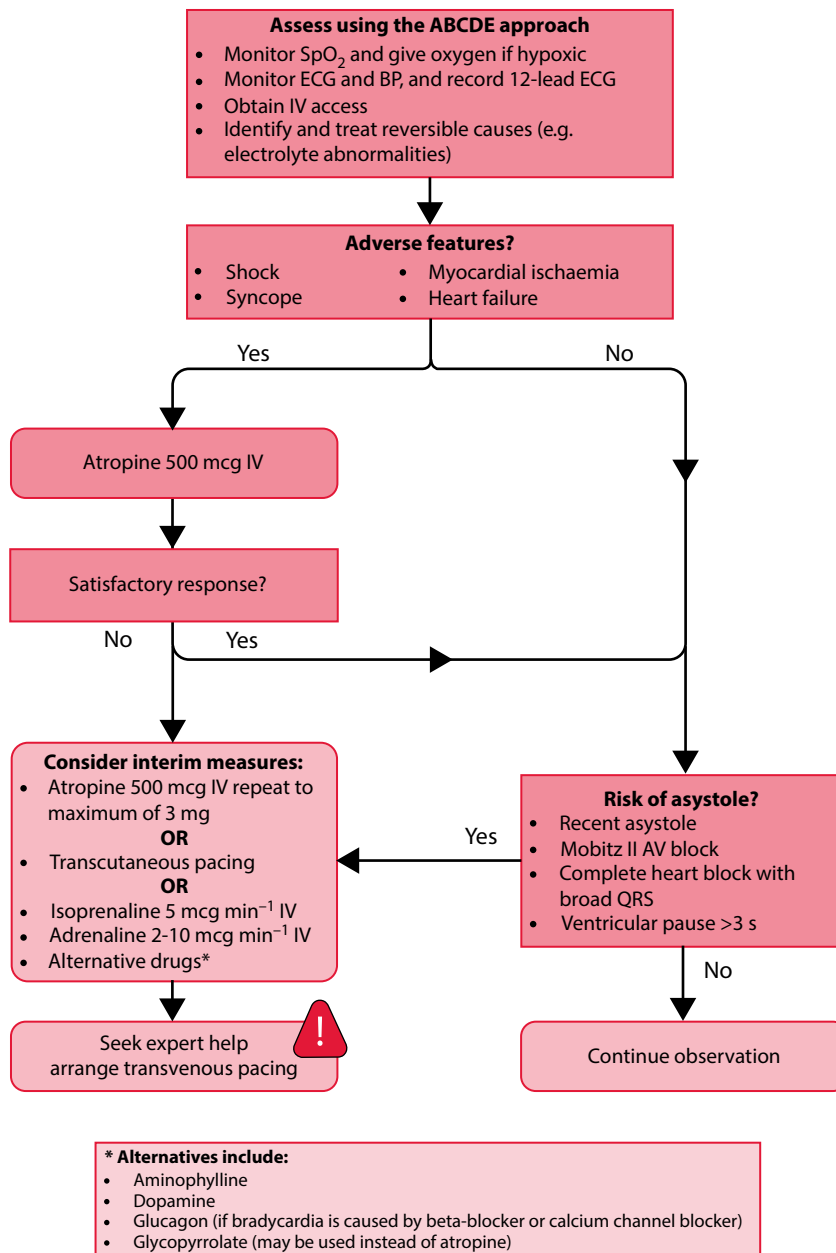 Assess using the ABCDE approach
• Monitor SpO₂ and give oxygen if hypoxic
• Monitor ECG and BP, and record 12-lead ECG
• Obtain IV access
• Identify and treat reversible causes (e.g.
electrolyte abnormalities)
Adverse features?
• Shock
• Syncope
• Myocardial ischaemia
• Heart failure
Yes
No
Atropine 500 mcg IV
Satisfactory response?
No
Yes
Consider interim measures:
• Atropine 500 mcg IV repeat to
maximum of 3 mg
OR
• Transcutaneous pacing
OR
• Isoprenaline 5 mcg min⁻¹ IV
• Adrenaline 2-10 mcg min⁻¹ IV
• Alternative drugs*
Yes
Risk of asystole?
• Recent asystole
• Mobitz II AV block
• Complete heart block with
broad QRS
• Ventricular pause >3 s
No
!
Seek expert help
arrange transvenous pacing
Continue observation
* Alternatives include:
• Aminophylline
• Dopamine
• Glucagon (if bradycardia is caused by beta-blocker or calcium channel blocker)
• Glycopyrrolate (may be used instead of atropine)